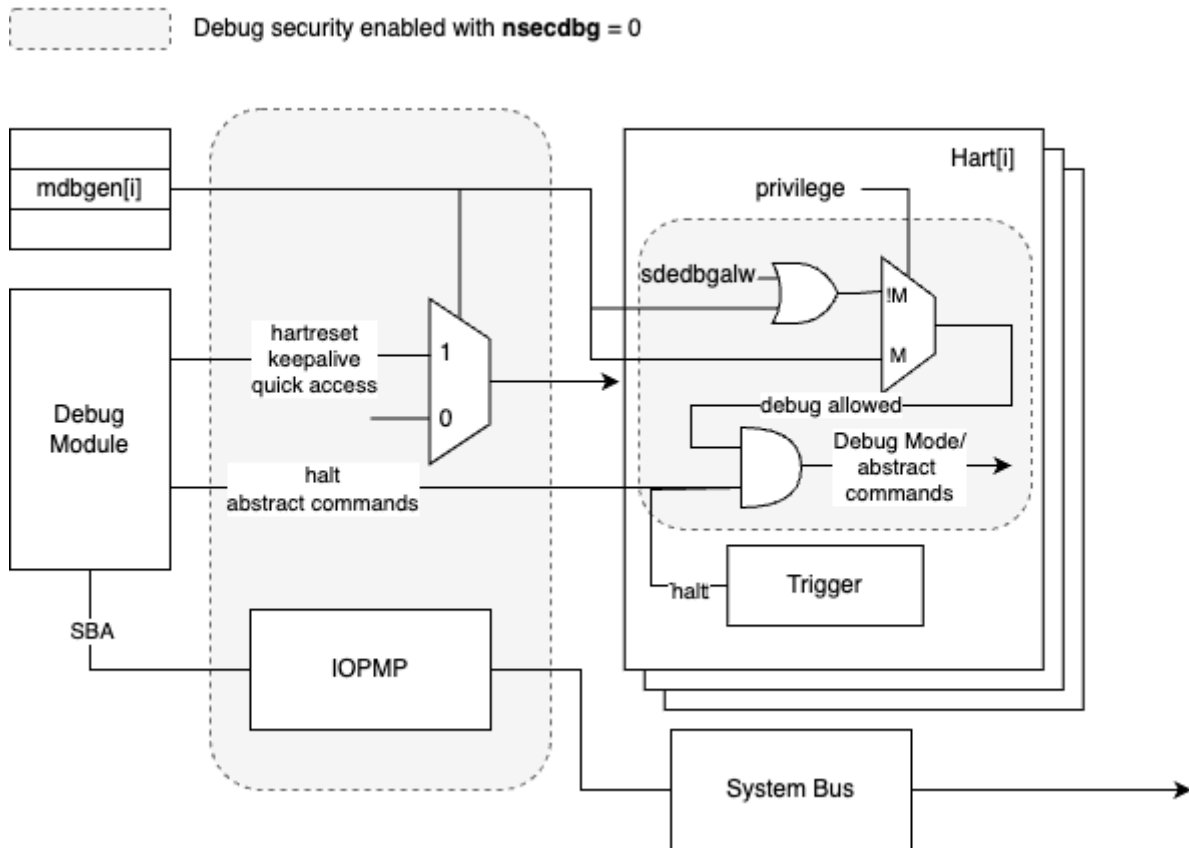 Debug security enabled with nsecdbg = 0
mdbgen[i]
Hart[i]
privilege
sdedbgalw
!M
M
hartreset
keepalive
quick access
1
0
debug allowed
Debug
Module
halt
abstract commands
Debug Mode/
abstract
commands
halt
Trigger
SBA
IOPMP
System Bus